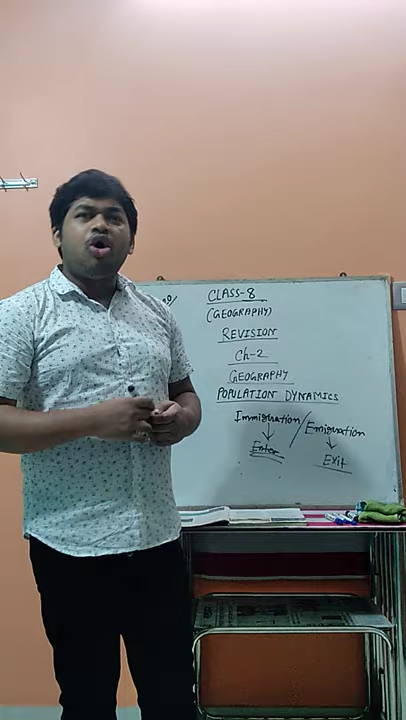 CLASS-8
(GEOGRAPHY)
REVISION
Ch-2
GEOGRAPHY
POPULATION DYNAMICS
Immigration / Emigration
↓ ↓
Enter Exit